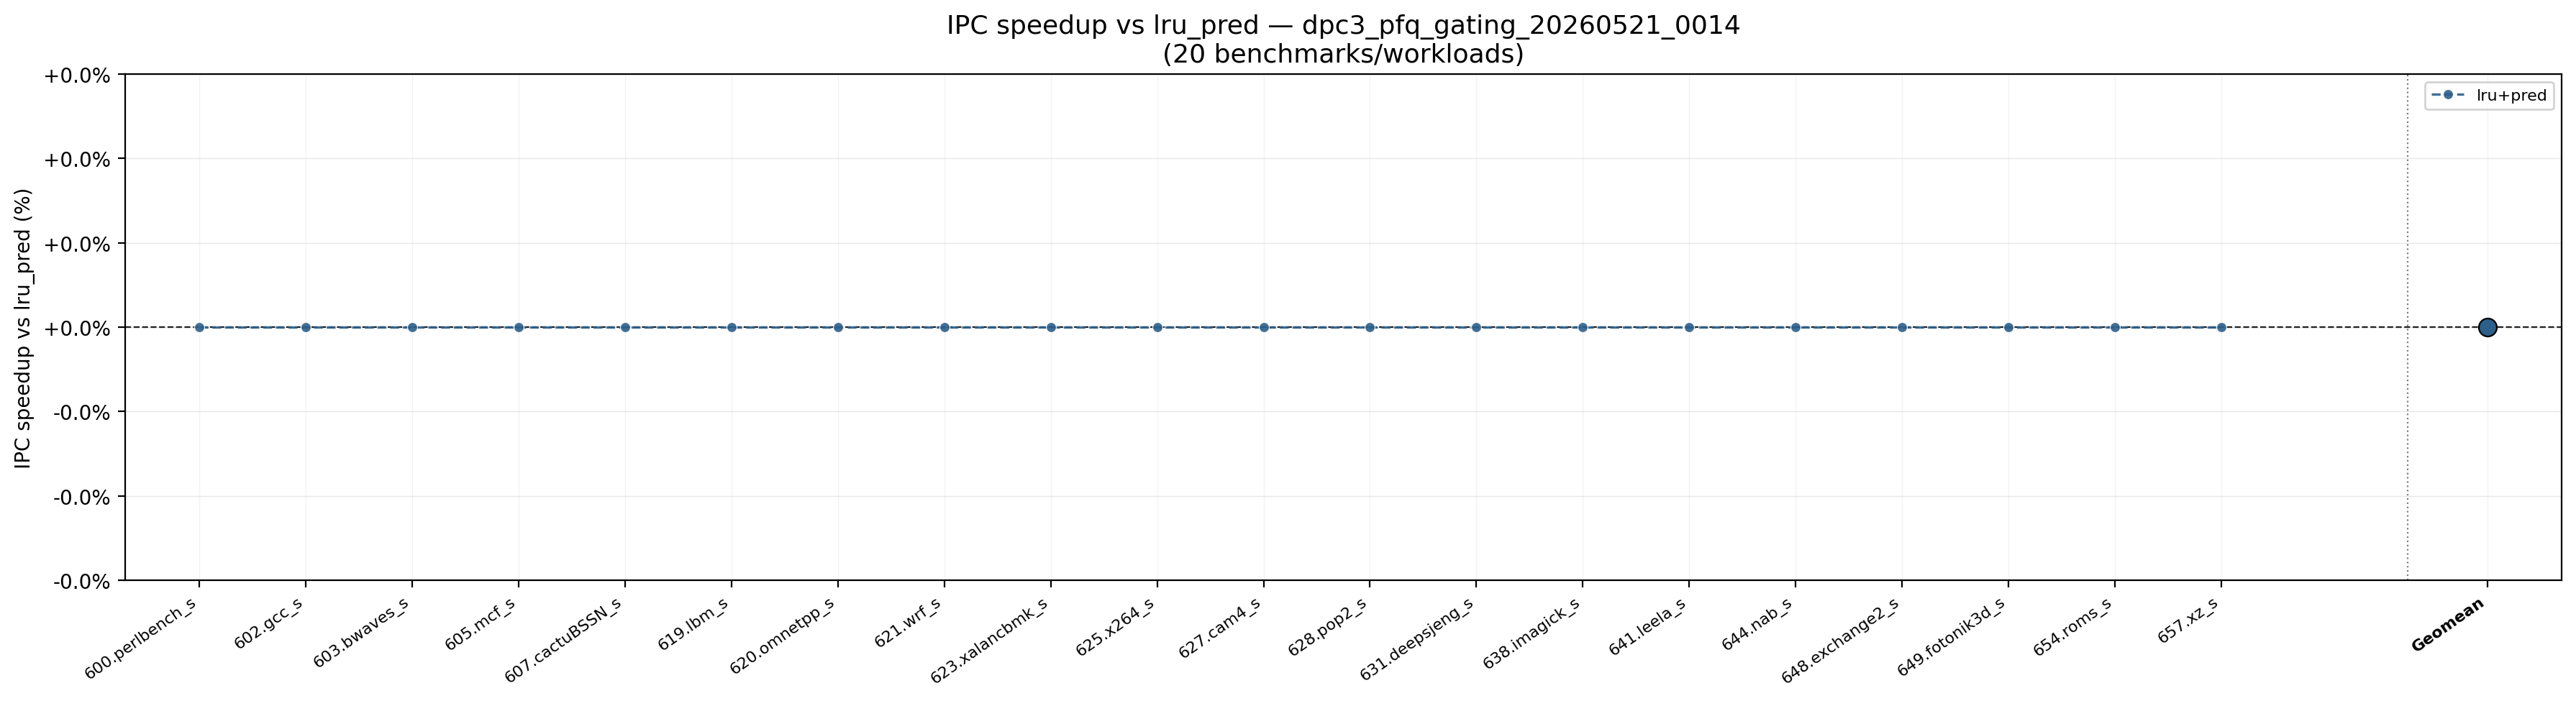 IPC speedup vs lru_pred — dpc3_pfq_gating_20260521_0014
(20 benchmarks/workloads)
IPC speedup vs lru_pred (%)
+0.0%
+0.0%
+0.0%
+0.0%
-0.0%
-0.0%
-0.0%
lru+pred
600.perlbench_s
602.gcc_s
603.bwaves_s
605.mcf_s
607.cactuBSSN_s
619.lbm_s
620.omnetpp_s
621.wrf_s
623.xalancbmk_s
625.x264_s
627.cam4_s
628.pop2_s
631.deepsjeng_s
638.imagick_s
641.leela_s
644.nab_s
648.exchange2_s
649.fotonik3d_s
654.roms_s
657.xz_s
Geomean